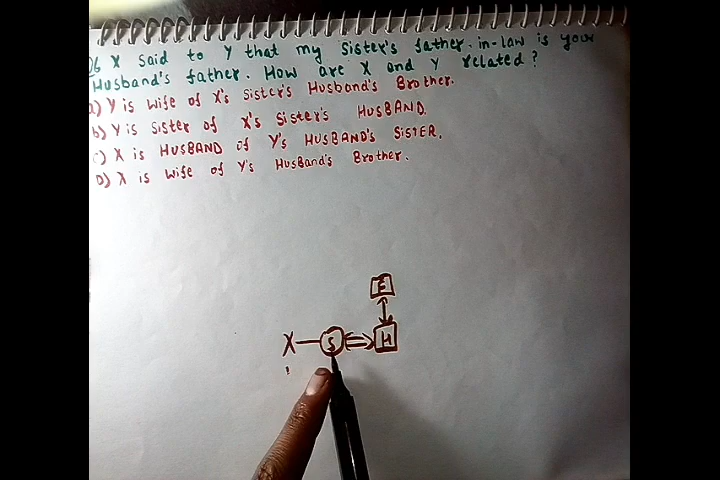 Q6 X said to Y that my sister's father-in-law is your
Husband's father. How are X and Y related?
a) Y is wife of X's sister's Husband's Brother.
b) Y is sister of X's sister's HUSBAND.
c) X is HUSBAND of Y's HUSBAND'S SISTER.
D) X is wife of Y's HusBand's Brother.
F
X S H